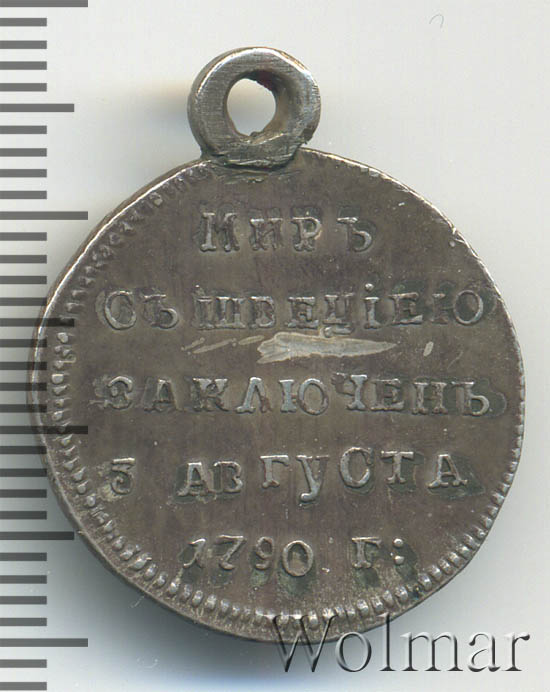 МИРЪ
СЪ ШВЕЦІЕЮ
ЗАКЛЮЧЕНЪ
3 АВГУСТА
1790 Г:
Wolmar